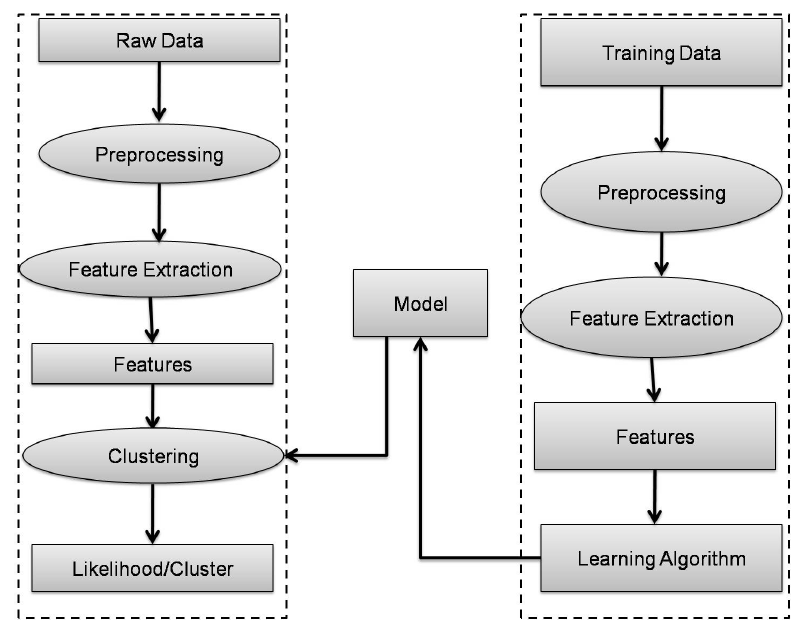 Raw Data
Preprocessing
Feature Extraction
Features
Clustering
Likelihood/Cluster
Model
Training Data
Preprocessing
Feature Extraction
Features
Learning Algorithm